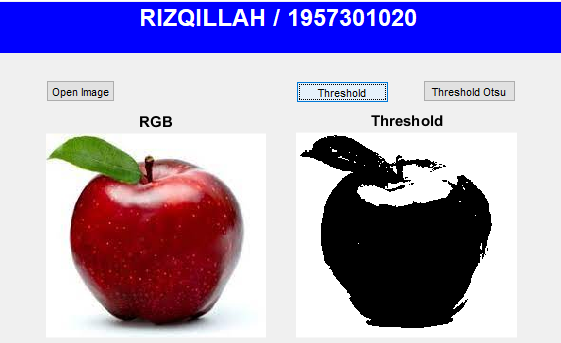 RIZQILLAH / 1957301020
Open Image
Threshold
Threshold Otsu
RGB
Threshold